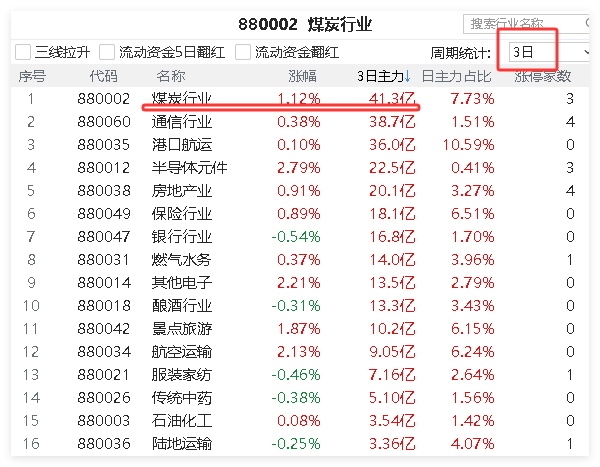 880002 煤炭行业
搜索行业名称
三线拉升 流动资金5日翻红 流动资金翻红 周期统计: 3日
序号 代码 名称 涨幅 3日主力↓ 日主力占比 涨停家数
1 880002 煤炭行业 1.12% 41.3亿 7.73% 3
2 880060 通信行业 0.38% 38.7亿 1.51% 4
3 880035 港口航运 0.10% 36.0亿 10.59% 0
4 880012 半导体元件 2.79% 22.5亿 0.41% 3
5 880038 房地产业 0.91% 20.1亿 3.27% 4
6 880049 保险行业 0.89% 18.1亿 6.51% 0
7 880047 银行行业 -0.54% 16.8亿 1.70% 0
8 880031 燃气水务 0.37% 14.0亿 3.96% 1
9 880014 其他电子 2.21% 13.5亿 2.79% 0
10 880018 酿酒行业 -0.31% 13.3亿 3.43% 0
11 880042 景点旅游 1.87% 10.2亿 6.15% 0
12 880034 航空运输 2.13% 9.05亿 6.24% 0
13 880021 服装家纺 -0.46% 7.16亿 2.64% 1
14 880026 传统中药 -0.38% 5.10亿 1.56% 0
15 880003 石油化工 0.08% 3.54亿 1.42% 0
16 880036 陆地运输 -0.25% 3.36亿 4.07% 1